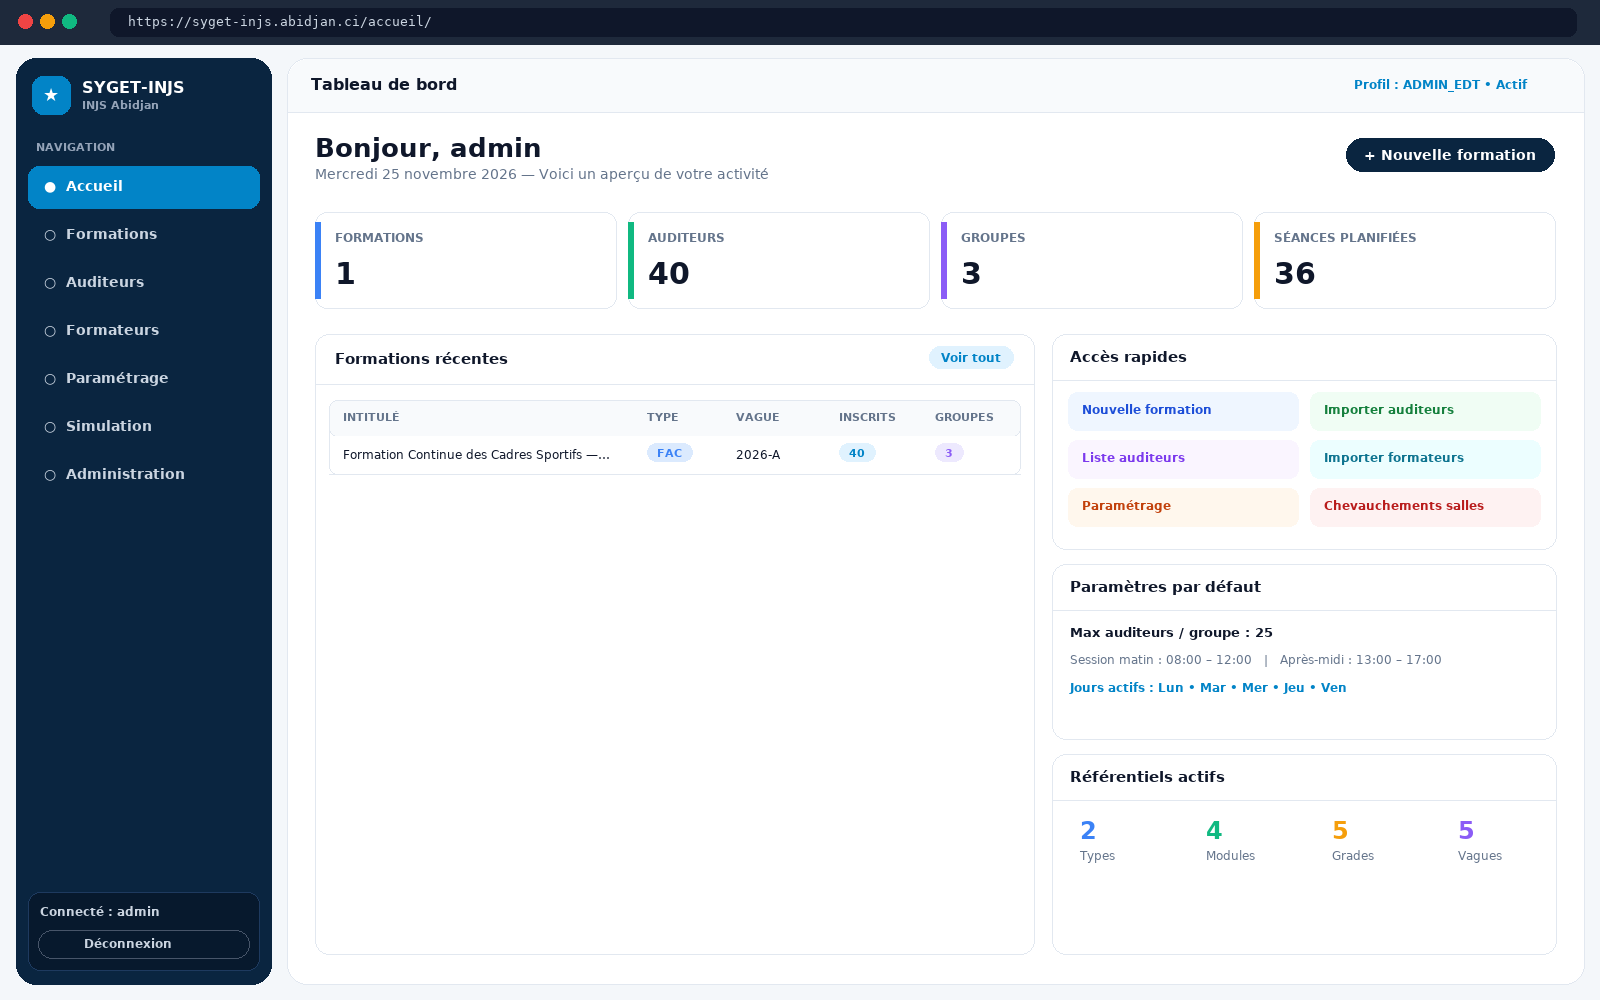 https://syget-injs.abidjan.ci/accueil/
SYGET-INJS
INJS Abidjan
NAVIGATION
Accueil
Formations
Auditeurs
Formateurs
Paramétrage
Simulation
Administration
Connecté : admin
Déconnexion
Tableau de bord
Profil : ADMIN_EDT • Actif
Bonjour, admin
Mercredi 25 novembre 2026 — Voici un aperçu de votre activité
+ Nouvelle formation
FORMATIONS
1
AUDITEURS
40
GROUPES
3
SÉANCES PLANIFIÉES
36
Formations récentes
Voir tout
INTITULÉ TYPE VAGUE INSCRITS GROUPES
Formation Continue des Cadres Sportifs —... FAC 2026-A 40 3
Accès rapides
Nouvelle formation Importer auditeurs
Liste auditeurs Importer formateurs
Paramétrage Chevauchements salles
Paramètres par défaut
Max auditeurs / groupe : 25
Session matin : 08:00 – 12:00 | Après-midi : 13:00 – 17:00
Jours actifs : Lun • Mar • Mer • Jeu • Ven
Référentiels actifs
2 4 5 5
Types Modules Grades Vagues